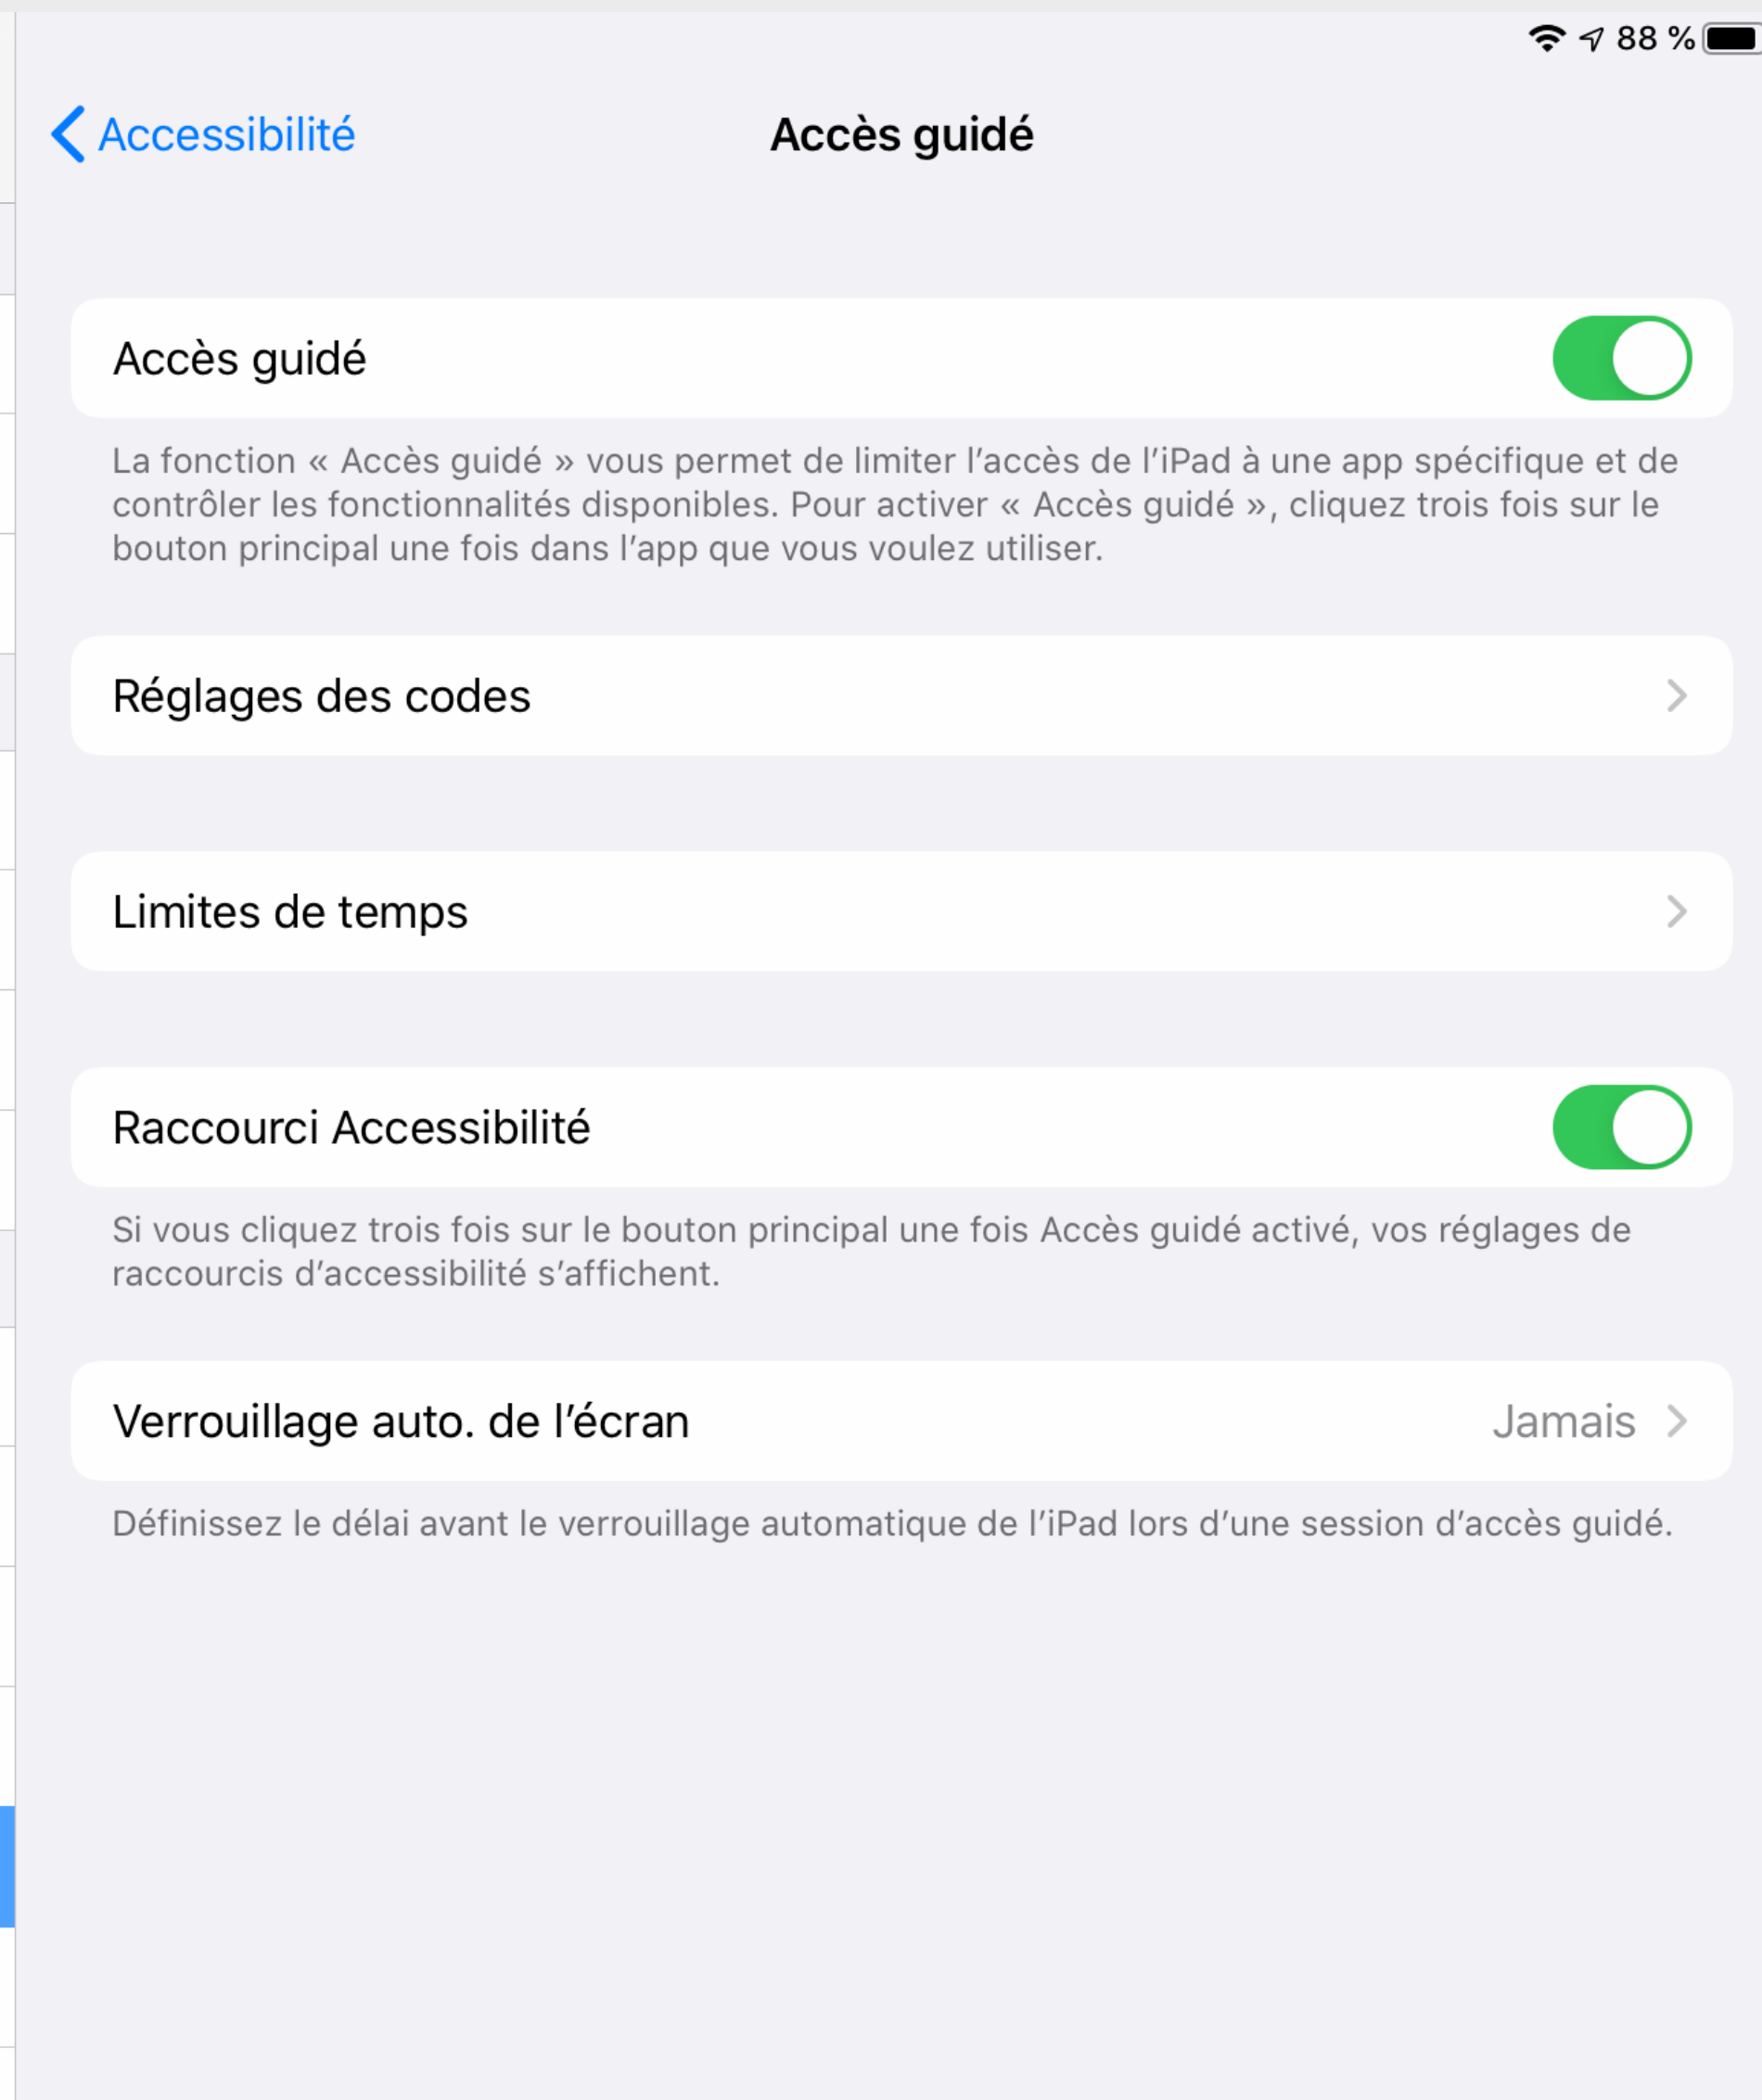 88 %
Accessibilité
Accès guidé
Accès guidé
La fonction « Accès guidé » vous permet de limiter l’accès de l’iPad à une app spécifique et de
contrôler les fonctionnalités disponibles. Pour activer « Accès guidé », cliquez trois fois sur le
bouton principal une fois dans l’app que vous voulez utiliser.
Réglages des codes
Limites de temps
Raccourci Accessibilité
Si vous cliquez trois fois sur le bouton principal une fois Accès guidé activé, vos réglages de
raccourcis d’accessibilité s’affichent.
Verrouillage auto. de l’écran Jamais
Définissez le délai avant le verrouillage automatique de l’iPad lors d’une session d’accès guidé.